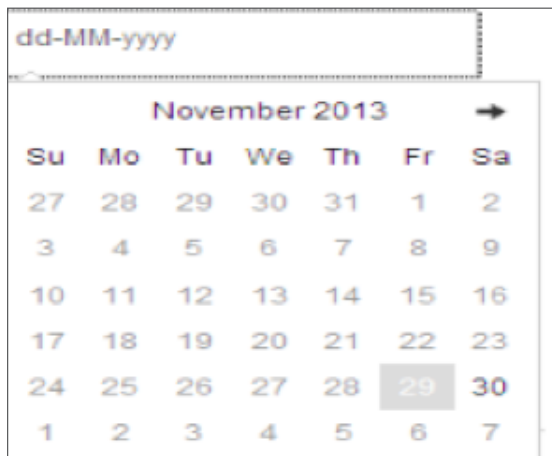 dd-MM-yyyy
November 2013 →
Su Mo Tu We Th Fr Sa
27 28 29 30 31 1 2
3 4 5 6 7 8 9
10 11 12 13 14 15 16
17 18 19 20 21 22 23
24 25 26 27 28 29 30
1 2 3 4 5 6 7